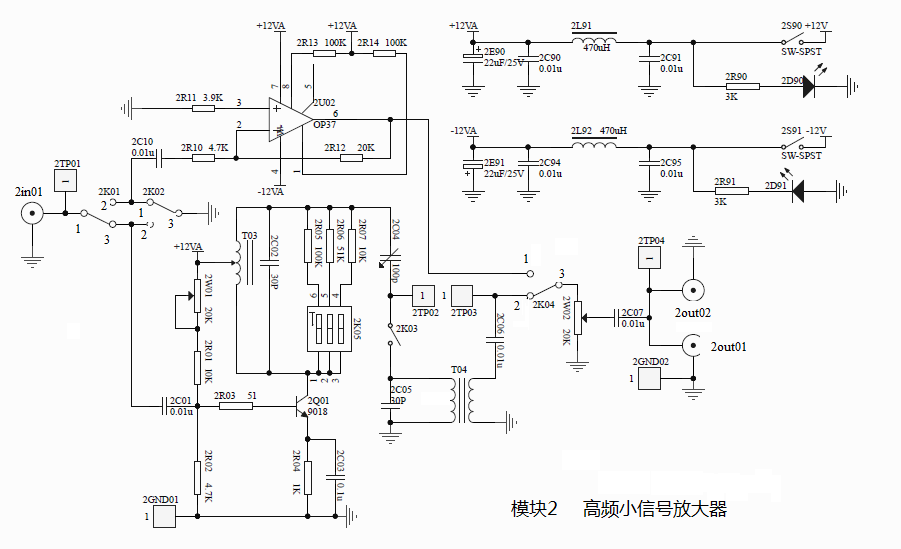 +12VA
+12VA
2R13 100K 2R14 100K
7
8
5
2R11 3.9K
3
2U02
6
OP37
2
2C10
0.01u
2R10 4.7K
2R12 20K
4
1
-12VA
2TP01
1
2in01
2K01
2
1
3
2K02
1
2
3
+12VA
2S90 +12V
2L91
470uH
2E90
22uF/25V
2C90
0.01u
2C91
0.01u
SW-SPST
2R90
3K
2D90
-12VA
2L92 470uH
2S91 -12V
2E91
22uF/25V
2C94
0.01u
2C95
0.01u
SW-SPST
2R91
3K
2D91
+12VA
T03
2C02
30P
2R05 100K
2R06 51K
2R07 10K
2C04
100p
2W01
20K
6
5
4
2K05
1
2
3
2R01
10K
2C01
0.01u
2R03 51
2Q01
9018
2R02
4.7K
2R04
1K
2C03
0.1u
2GND01
1
1
2TP02
1
2TP03
2K03
2C05
30P
T04
2C06
0.01u
1
2
3
2K04
2W02
20K
2C07
0.01u
2TP04
1
2out02
2out01
2GND02
1
模块2 高频小信号放大器